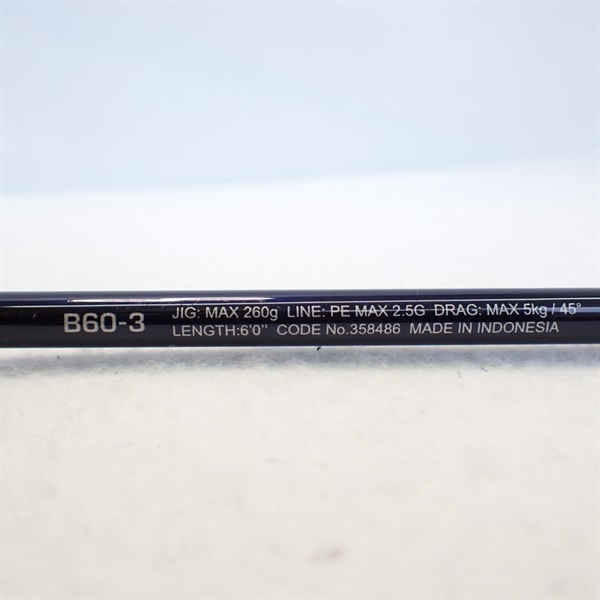 B60-3
JIG: MAX 260g LINE: PE MAX 2.5G DRAG: MAX 5kg / 45°
LENGTH:6'0'' CODE No.358486 MADE IN INDONESIA